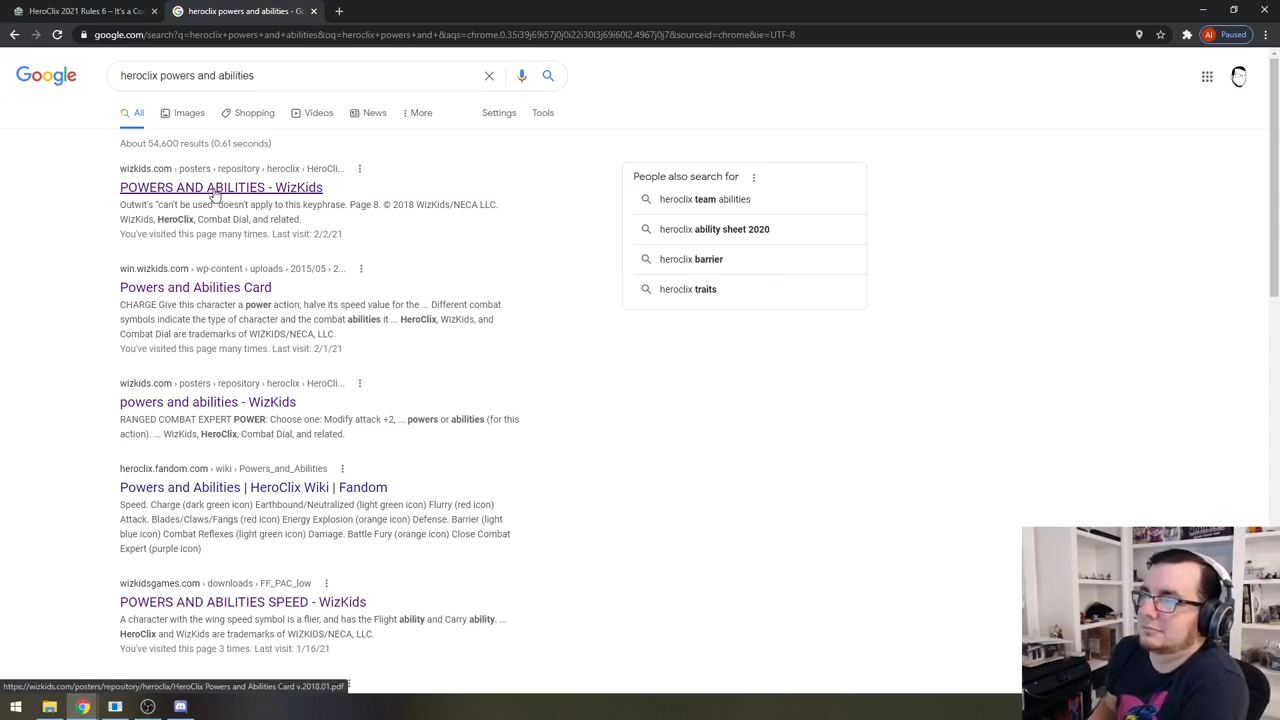 HeroClix 2021 Rules 6 – © 2021
heroclix powers and abilities - Go
google.com/search?q=heroclix+powers+and+abilities&oq=heroclix+powers+and+&aqs=chrome.0.35i39l69i57j0j0i22i30l3j69i60l2.4967j0j7&sourceid=chrome&ie=UTF-8
Paused
Google
heroclix powers and abilities
All Images Shopping Videos News More Settings Tools
About 54,600 results (0.61 seconds)
wizkids.com › posters › repository › heroclix › HeroCli...
POWERS AND ABILITIES - WizKids
Outwit's "can't be used" doesn't apply to this keyphrase. Page 8. © 2018 WizKids/NECA LLC.
WizKids, HeroClix, Combat Dial, and related.
You've visited this page many times. Last visit: 2/2/21
win.wizkids.com › wp-content › uploads › 2015/05 › 2...
Powers and Abilities Card
CHARGE Give this character a power action; halve its speed value for the ... Different combat
symbols indicate the type of character and the combat abilities it ... HeroClix, WizKids, and
Combat Dial are trademarks of WIZKIDS/NECA, LLC.
You've visited this page many times. Last visit: 2/1/21
wizkids.com › posters › repository › heroclix › HeroCli...
powers and abilities - WizKids
RANGED COMBAT EXPERT POWER: Choose one: Modify attack +2, ... powers or abilities (for this
action). ... WizKids, HeroClix, Combat Dial, and related.
heroclix.fandom.com › wiki › Powers_and_Abilities
Powers and Abilities | HeroClix Wiki | Fandom
Speed. Charge (dark green icon) Earthbound/Neutralized (light green icon) Flurry (red icon)
Attack. Blades/Claws/Fangs (red icon) Energy Explosion (orange icon) Defense. Barrier (light
blue icon) Combat Reflexes (light green icon) Damage. Battle Fury (orange icon) Close Combat
Expert (purple icon)
wizkidsgames.com › downloads › FF_PAC_low
POWERS AND ABILITIES SPEED - WizKids
A character with the wing speed symbol is a flier, and has the Flight ability and Carry ability. ...
HeroClix and WizKids are trademarks of WIZKIDS/NECA, LLC.
You've visited this page 3 times. Last visit: 1/16/21
People also search for
heroclix team abilities
heroclix ability sheet 2020
heroclix barrier
heroclix traits
https://wizkids.com/posters/repository/heroclix/HeroClix Powers and Abilities Card v.2018.01.pdf